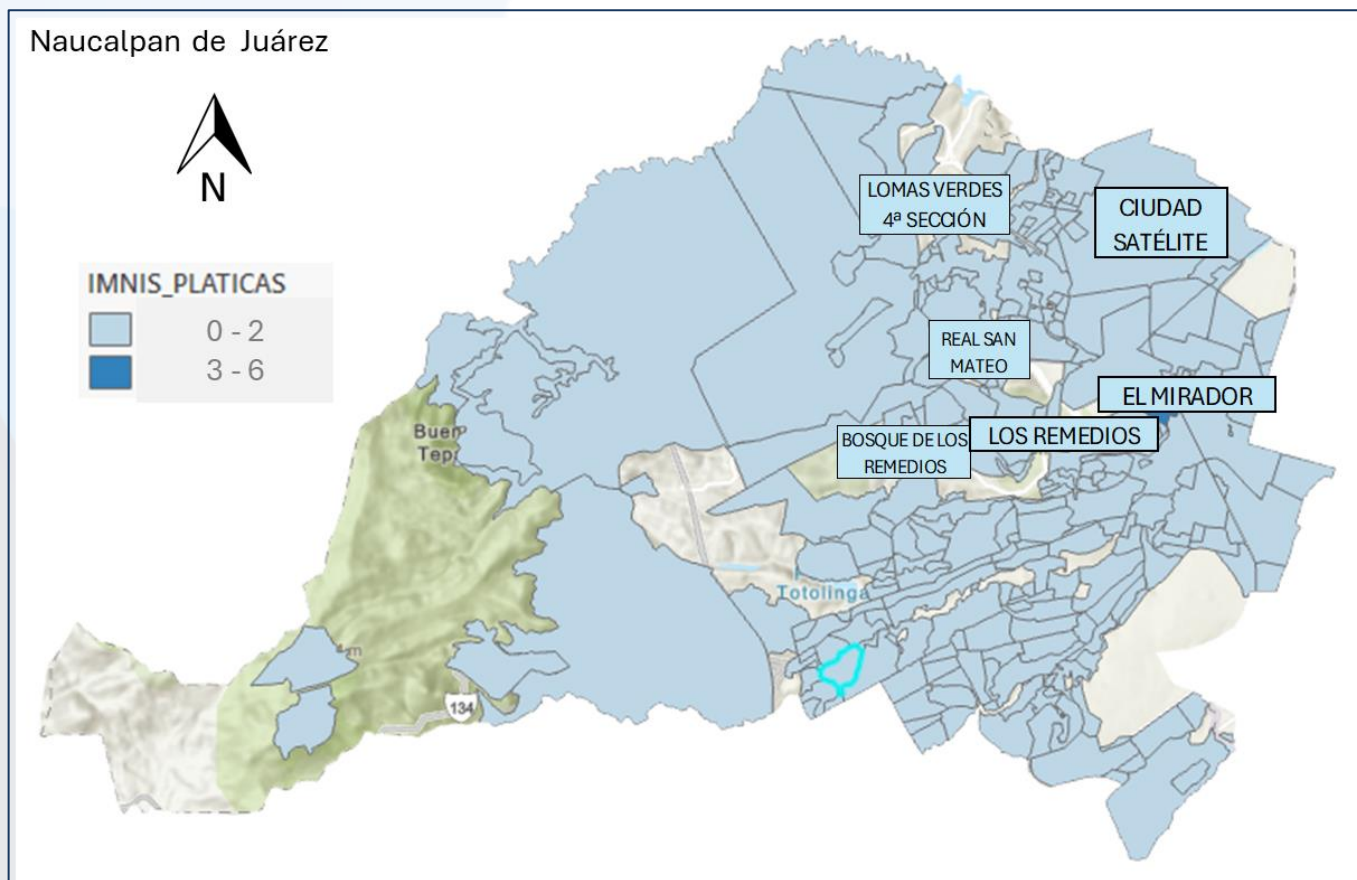 Naucalpan de Juárez
N
IMNIS_PLATICAS
0 - 2
3 - 6
LOMAS VERDES
4ª SECCIÓN
CIUDAD
SATÉLITE
REAL SAN
MATEO
EL MIRADOR
LOS REMEDIOS
BOSQUE DE LOS
REMEDIOS
Totolinga
134